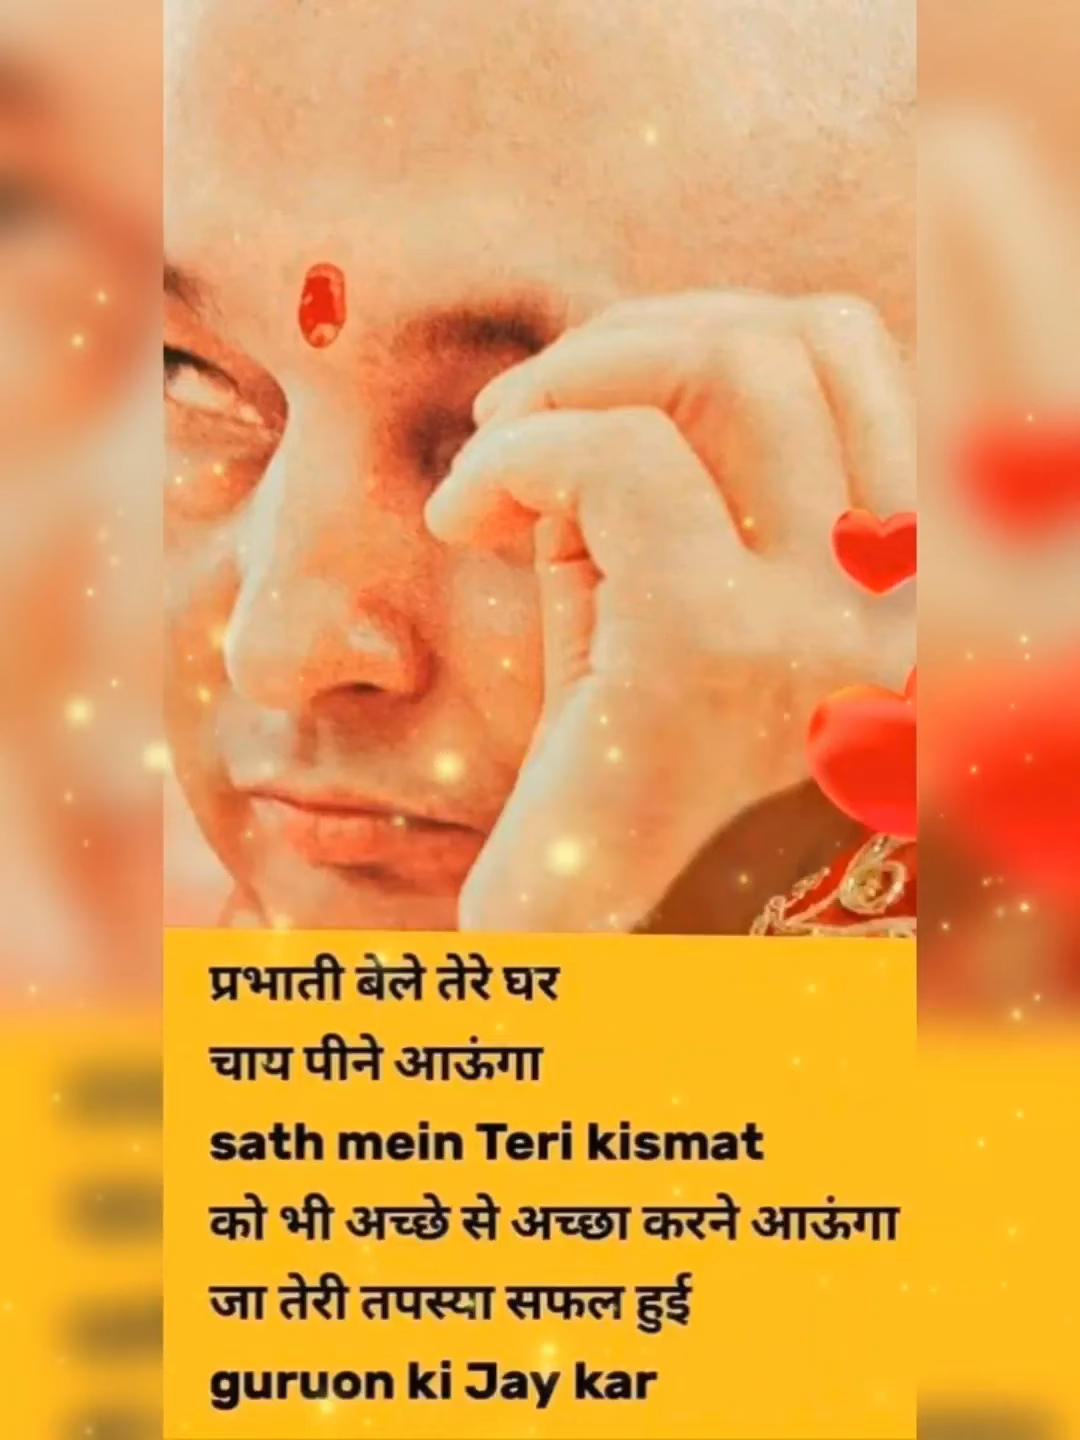 प्रभाती बेले तेरे घर
चाय पीने आऊंगा
sath mein Teri kismat
को भी अच्छे से अच्छा करने आऊंगा
जा तेरी तपस्या सफल हुई
guruon ki Jay kar